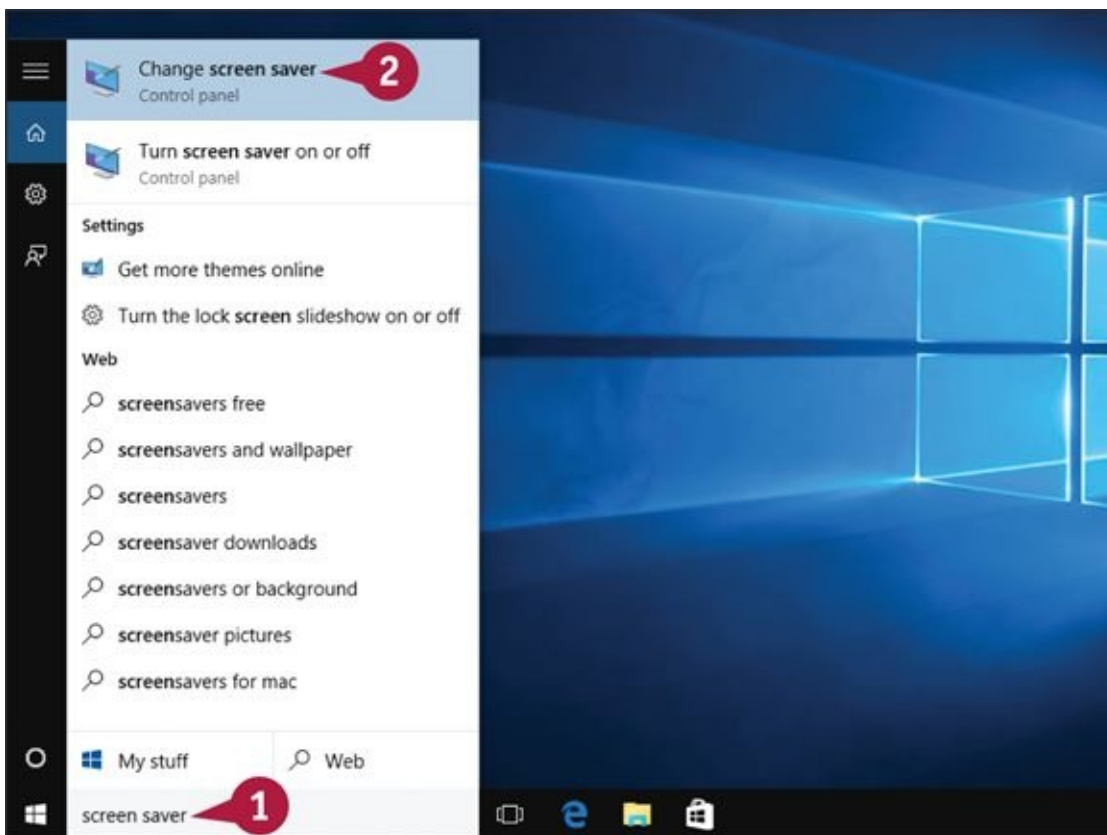 Change screen saver
Control panel
2
Turn screen saver on or off
Control panel
Settings
Get more themes online
Turn the lock screen slideshow on or off
Web
screensavers free
screensavers and wallpaper
screensavers
screensaver downloads
screensavers or background
screensaver pictures
screensavers for mac
My stuff
Web
screen saver
1